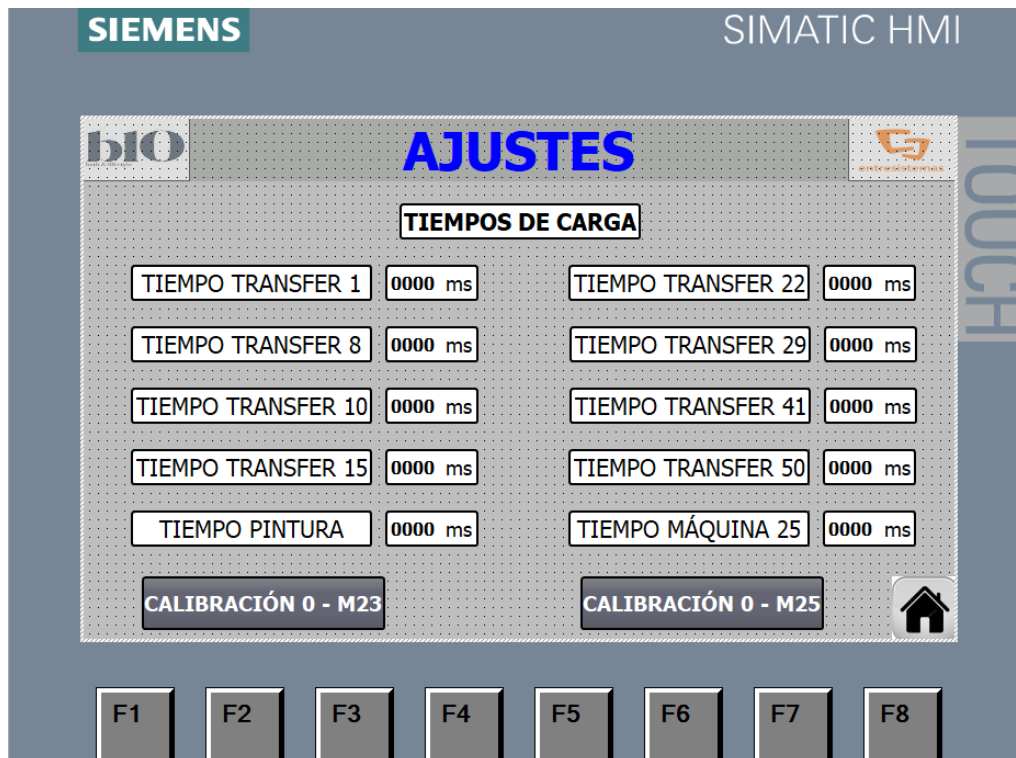 SIEMENS
SIMATIC HMI
TOUCH
bIO
AJUSTES
entresistemas
TIEMPOS DE CARGA
TIEMPO TRANSFER 1 0000 ms
TIEMPO TRANSFER 22 0000 ms
TIEMPO TRANSFER 8 0000 ms
TIEMPO TRANSFER 29 0000 ms
TIEMPO TRANSFER 10 0000 ms
TIEMPO TRANSFER 41 0000 ms
TIEMPO TRANSFER 15 0000 ms
TIEMPO TRANSFER 50 0000 ms
TIEMPO PINTURA 0000 ms
TIEMPO MÁQUINA 25 0000 ms
CALIBRACIÓN 0 - M23
CALIBRACIÓN 0 - M25
F1 F2 F3 F4 F5 F6 F7 F8